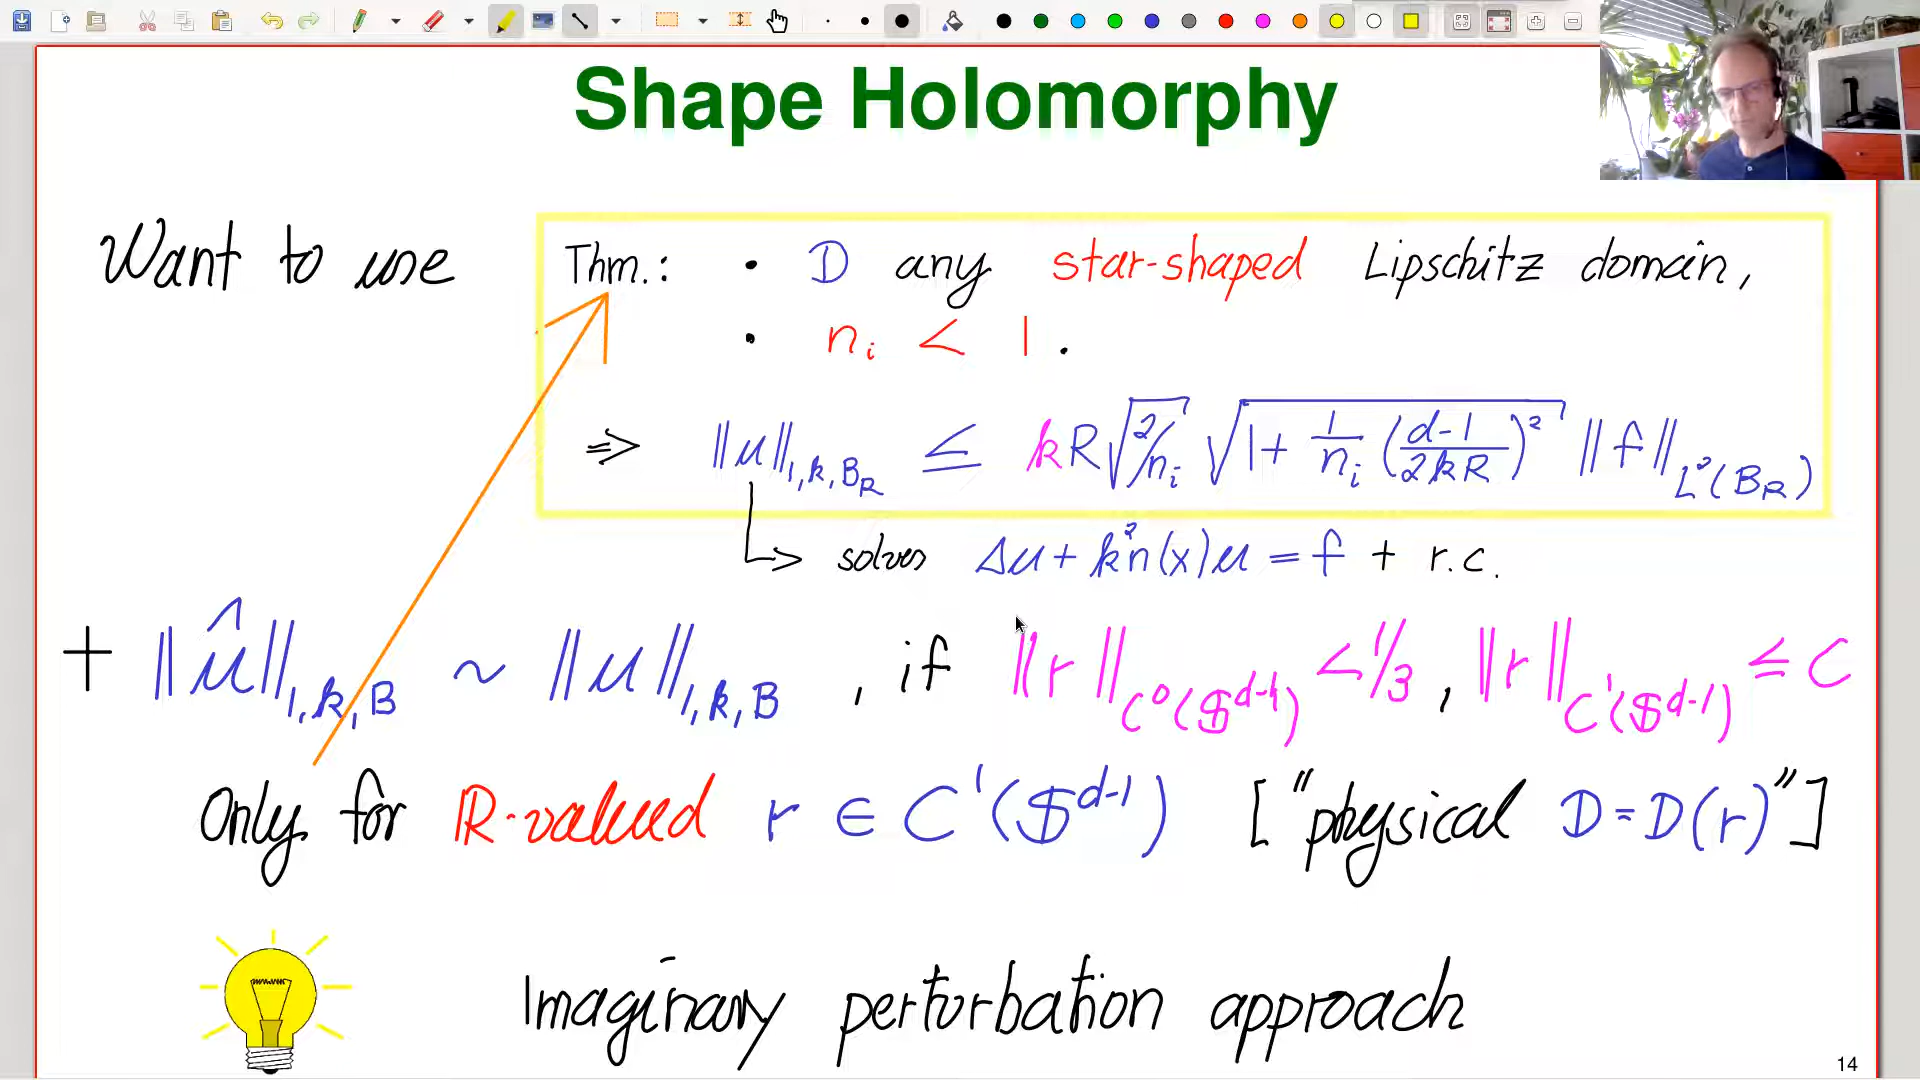 Shape Holomorphy
Want to use
Thm.: • D any star-shaped Lipschitz domain,
• n_i < 1 .
⇒ ‖u‖_{1,k,B_R} ≤ kR√(2/n_i) √(1 + 1/n_i ((d-1)/(2kR))²) ‖f‖_{L²(B_R)}
↳ solves Δu + k²n(x)u = f + r.c.
+ ‖û‖_{1,k,B} ~ ‖u‖_{1,k,B} , if ‖r‖_{C⁰($^{d-1})} < 1/3 , ‖r‖_{C¹($^{d-1})} ≤ C
Only for ℝ-valued r ∈ C¹($^{d-1}) ["physical D = D(r)"]
Imaginary perturbation approach
14